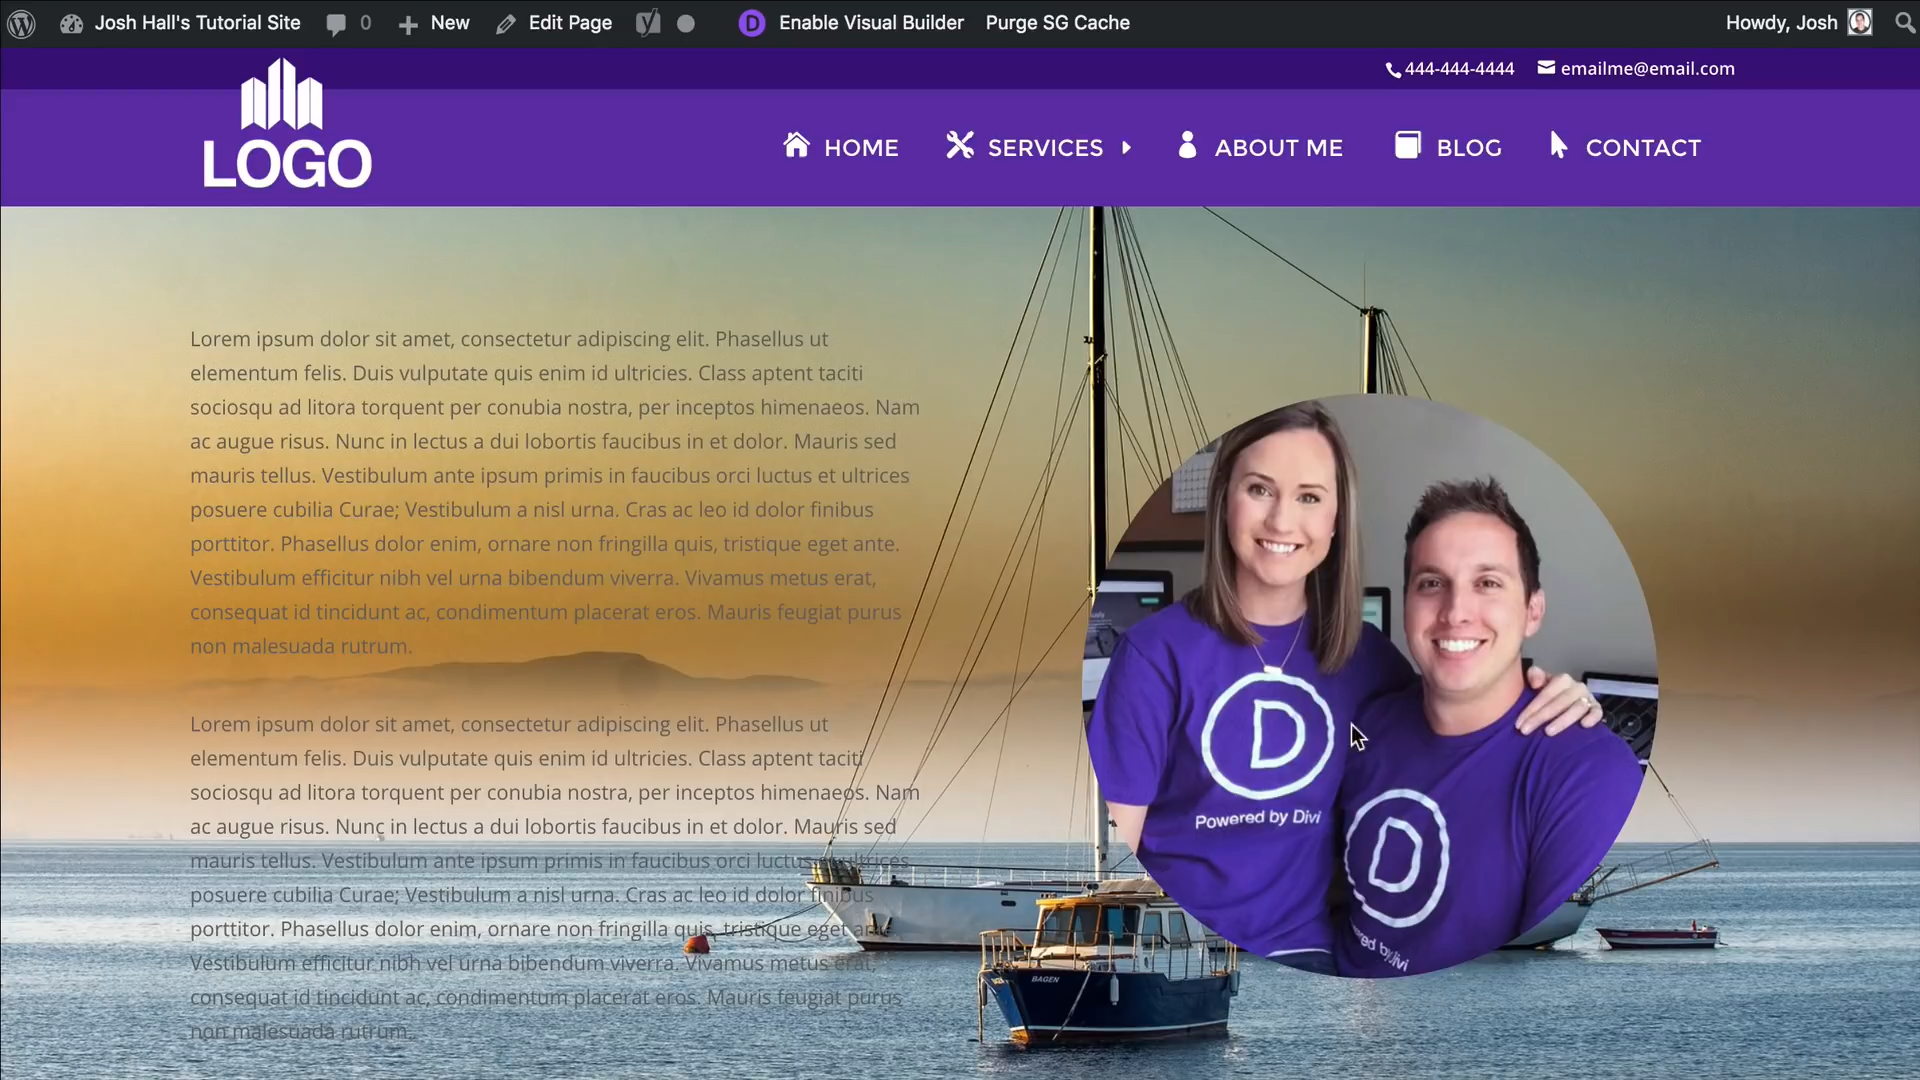 Josh Hall's Tutorial Site 0 New Edit Page D Enable Visual Builder Purge SG Cache Howdy, Josh
444-444-4444 emailme@email.com
LOGO
HOME SERVICES ABOUT ME BLOG CONTACT
Lorem ipsum dolor sit amet, consectetur adipiscing elit. Phasellus ut
elementum felis. Duis vulputate quis enim id ultricies. Class aptent taciti
sociosqu ad litora torquent per conubia nostra, per inceptos himenaeos. Nam
ac augue risus. Nunc in lectus a dui lobortis faucibus in et dolor. Mauris sed
mauris tellus. Vestibulum ante ipsum primis in faucibus orci luctus et ultrices
posuere cubilia Curae; Vestibulum a nisl urna. Cras ac leo id dolor finibus
porttitor. Phasellus dolor enim, ornare non fringilla quis, tristique eget ante.
Vestibulum efficitur nibh vel urna bibendum viverra. Vivamus metus erat,
consequat id tincidunt ac, condimentum placerat eros. Mauris feugiat purus
non malesuada rutrum.
Lorem ipsum dolor sit amet, consectetur adipiscing elit. Phasellus ut
elementum felis. Duis vulputate quis enim id ultricies. Class aptent taciti
sociosqu ad litora torquent per conubia nostra, per inceptos himenaeos. Nam
ac augue risus. Nunc in lectus a dui lobortis faucibus in et dolor. Mauris sed
mauris tellus. Vestibulum ante ipsum primis in faucibus orci luctus et ultrices
posuere cubilia Curae; Vestibulum a nisl urna. Cras ac leo id dolor finibus
porttitor. Phasellus dolor enim, ornare non fringilla quis, tristique eget ante.
Vestibulum efficitur nibh vel urna bibendum viverra. Vivamus metus erat,
consequat id tincidunt ac, condimentum placerat eros. Mauris feugiat purus
non malesuada rutrum.
D
Powered by Divi
D
by Divi
BAGEN